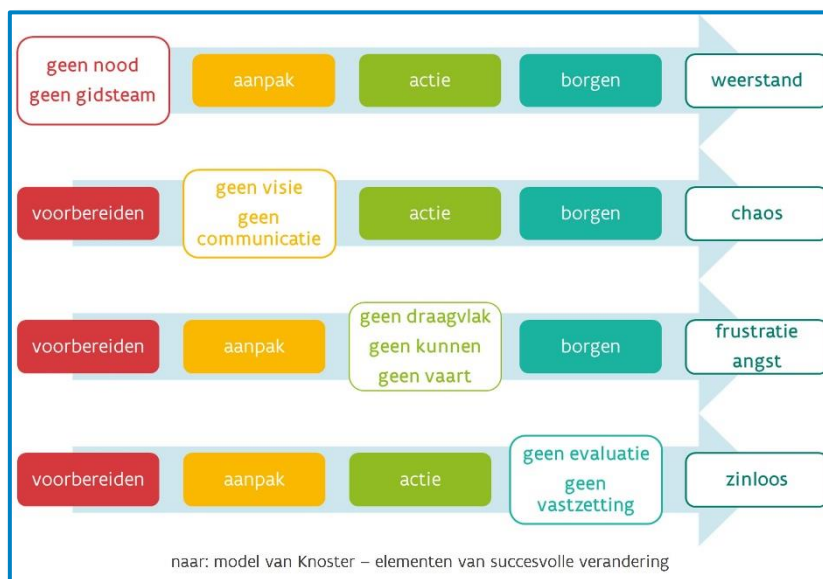 geen nood
geen gidsteam
aanpak
actie
borgen
weerstand
voorbereiden
geen visie
geen
communicatie
actie
borgen
chaos
voorbereiden
aanpak
geen draagvlak
geen kunnen
geen vaart
borgen
frustratie
angst
voorbereiden
aanpak
actie
geen evaluatie
geen
vastzetting
zinloos
naar: model van Knoster – elementen van succesvolle verandering